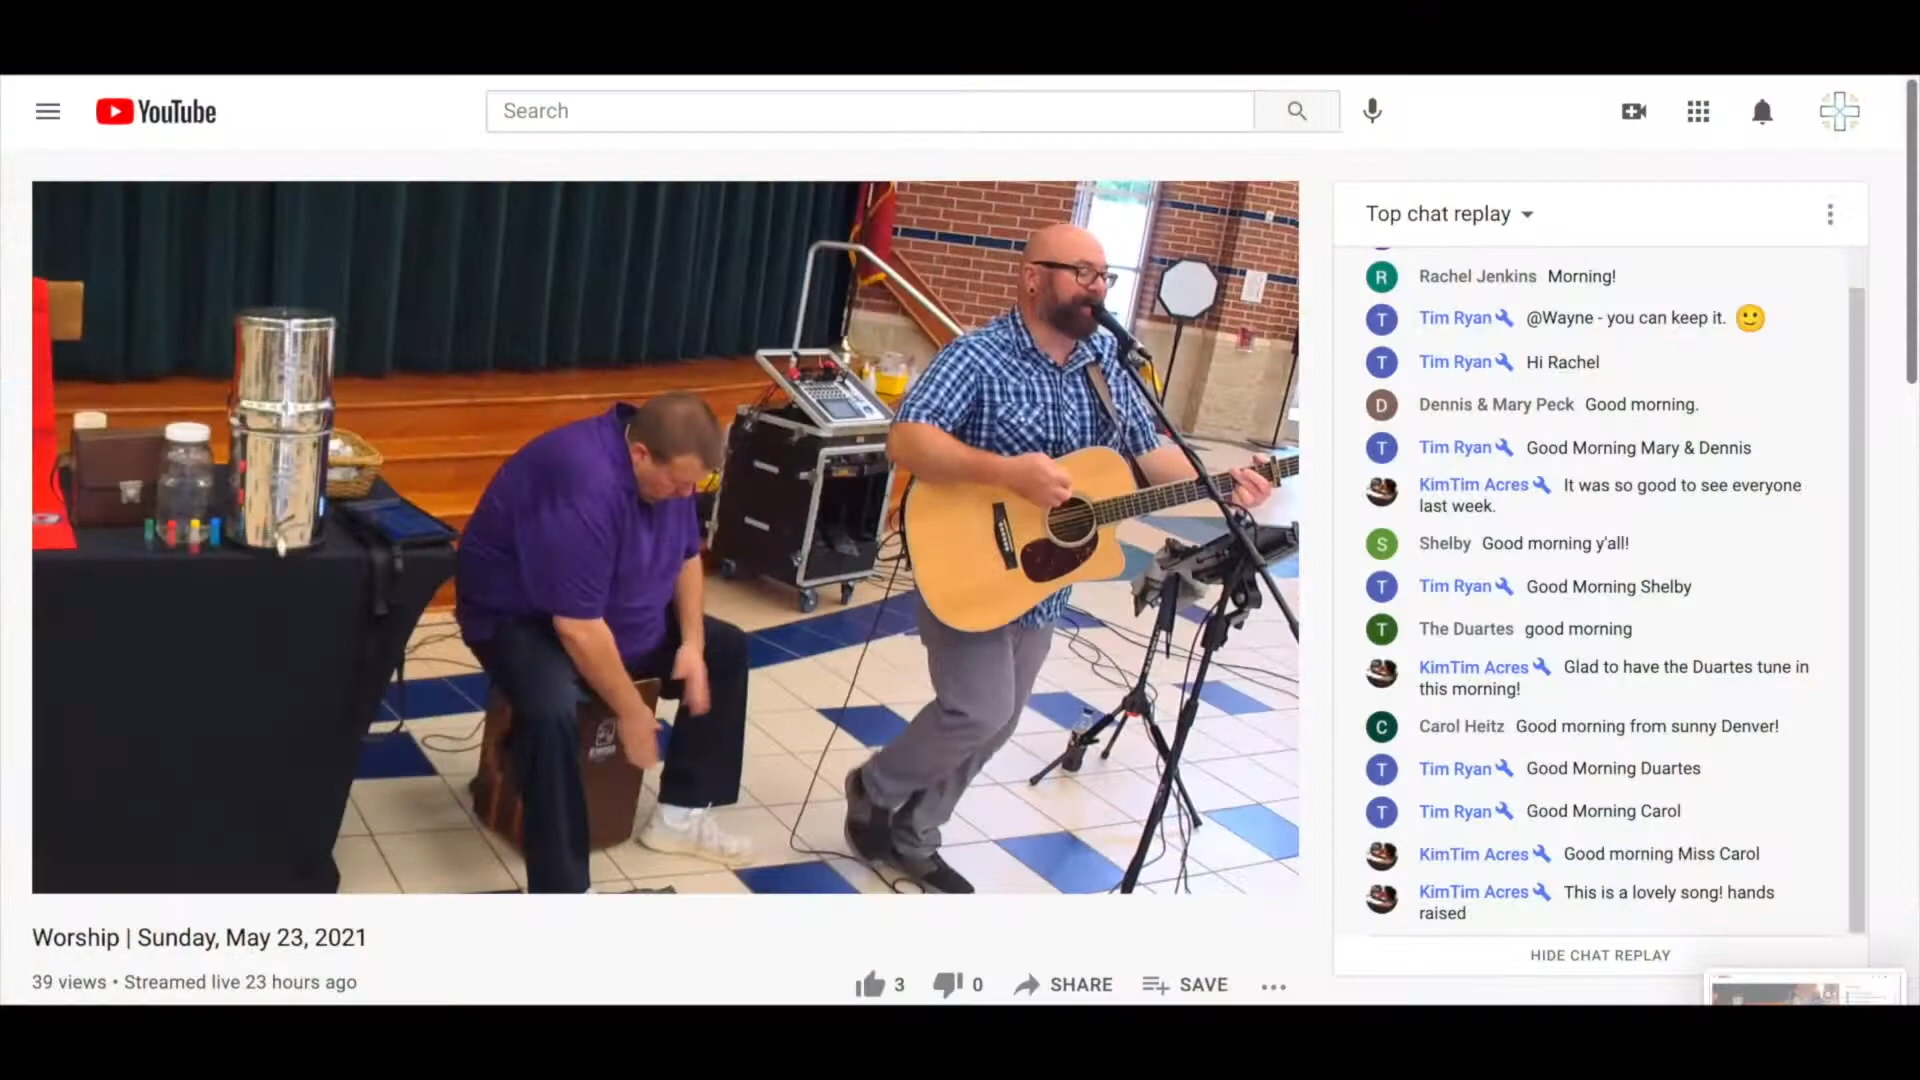 YouTube
Search
Top chat replay
R Rachel Jenkins Morning!
T Tim Ryan @Wayne - you can keep it.
T Tim Ryan Hi Rachel
D Dennis & Mary Peck Good morning.
T Tim Ryan Good Morning Mary & Dennis
KimTim Acres It was so good to see everyone
last week.
S Shelby Good morning y'all!
T Tim Ryan Good Morning Shelby
T The Duartes good morning
KimTim Acres Glad to have the Duartes tune in
this morning!
C Carol Heitz Good morning from sunny Denver!
T Tim Ryan Good Morning Duartes
T Tim Ryan Good Morning Carol
KimTim Acres Good morning Miss Carol
KimTim Acres This is a lovely song! hands
raised
HIDE CHAT REPLAY
Worship | Sunday, May 23, 2021
39 views • Streamed live 23 hours ago
3 0 SHARE SAVE